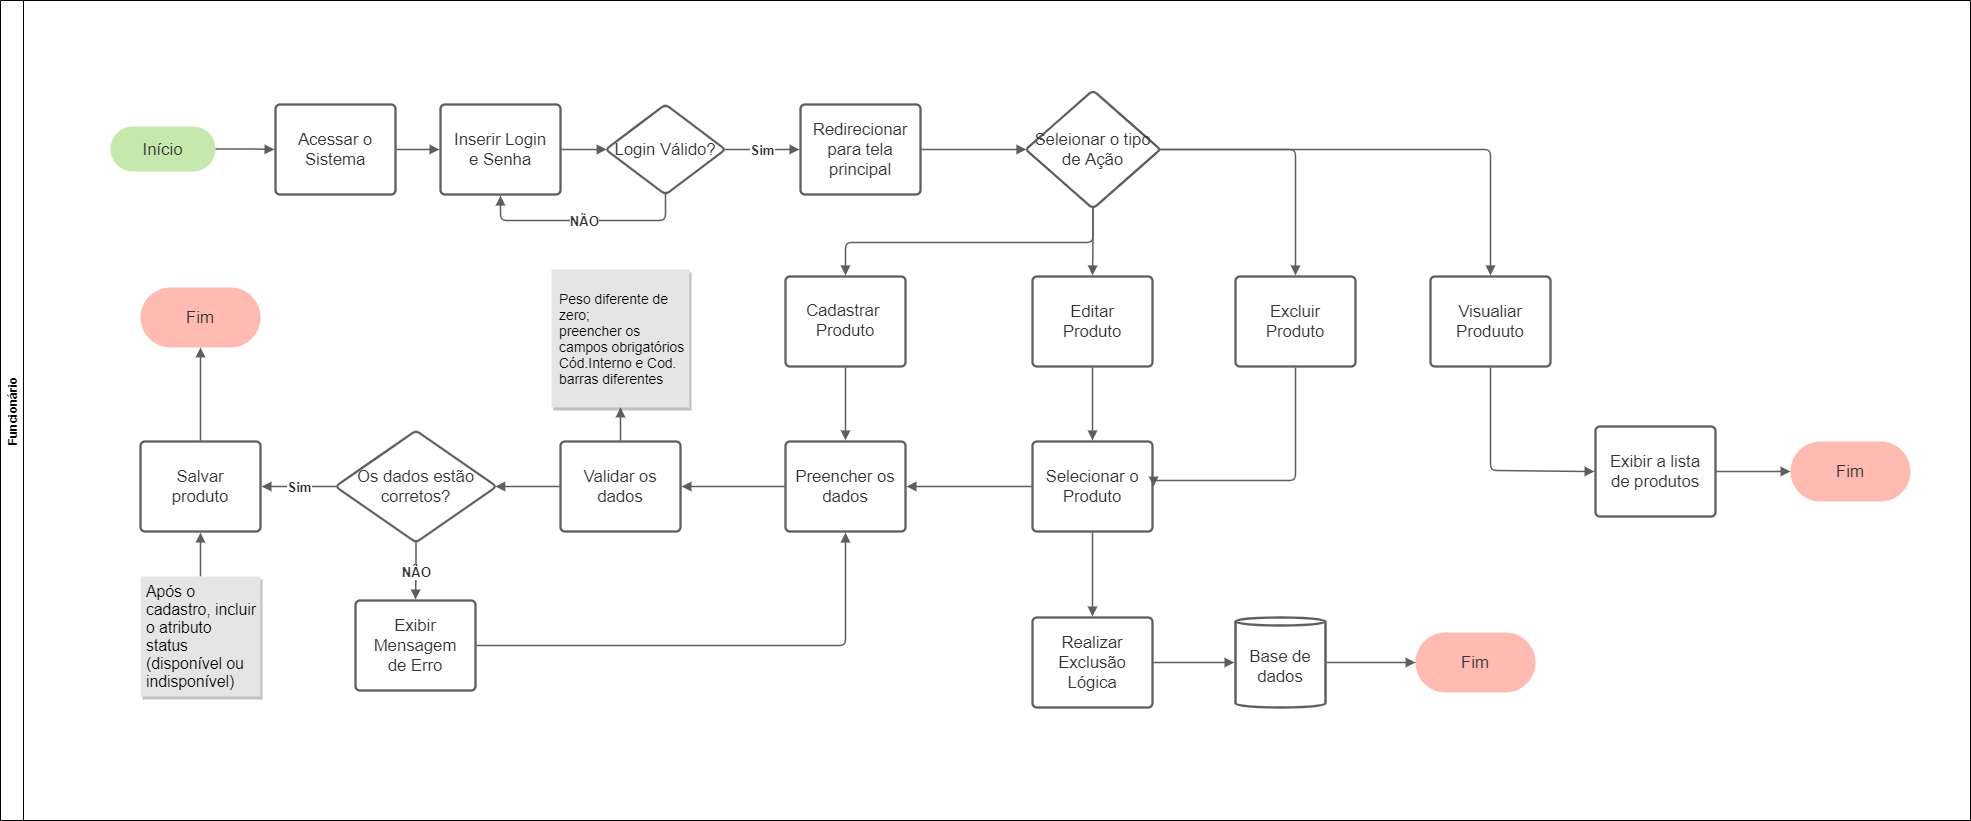 Funcionário
Início
Acessar o
Sistema
Inserir Login
e Senha
Login Válido?
Sim
NÃO
Redirecionar
para tela
principal
Seleionar o tipo
de Ação
Cadastrar
Produto
Editar
Produto
Excluir
Produto
Visualiar
Produuto
Fim
Peso diferente de
zero;
preencher os
campos obrigatórios
Cód.Interno e Cod.
barras diferentes
Salvar
produto
Sim
Os dados estão
corretos?
Validar os
dados
Preencher os
dados
Selecionar o
Produto
Exibir a lista
de produtos
Fim
NÃO
Após o
cadastro, incluir
o atributo
status
(disponível ou
indisponível)
Exibir
Mensagem
de Erro
Realizar
Exclusão
Lógica
Base de
dados
Fim